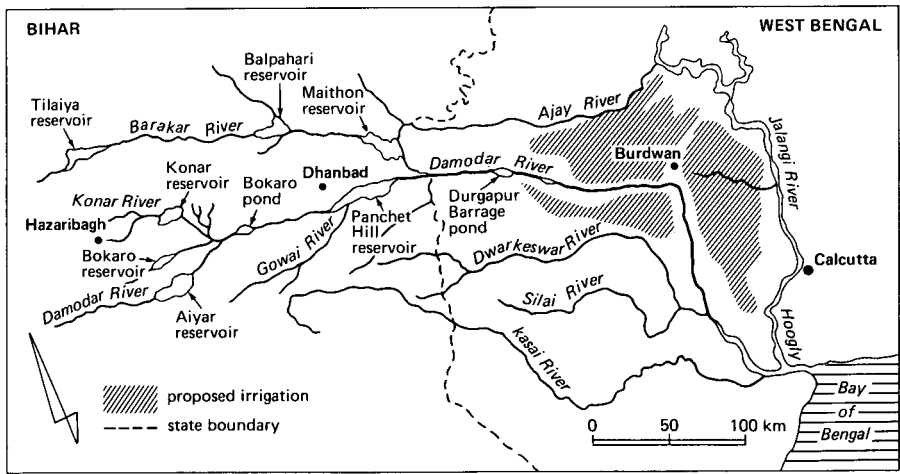 BIHAR
WEST BENGAL
Balpahari
reservoir
Maithon
reservoir
Tilaiya
reservoir
Barakar River
Ajay River
Jalangi River
Konar
reservoir
Bokaro
pond
Dhanbad
Damodar River
Burdwan
Konar River
Hazaribagh
Durgapur
Barrage
pond
Panchet
Hill
reservoir
Gowai River
Bokaro
reservoir
Dwarkeswar River
Calcutta
Damodar River
Aiyar
reservoir
Silai River
Hoogly
kasai River
proposed irrigation
state boundary
0 50 100 km
Bay
of
Bengal